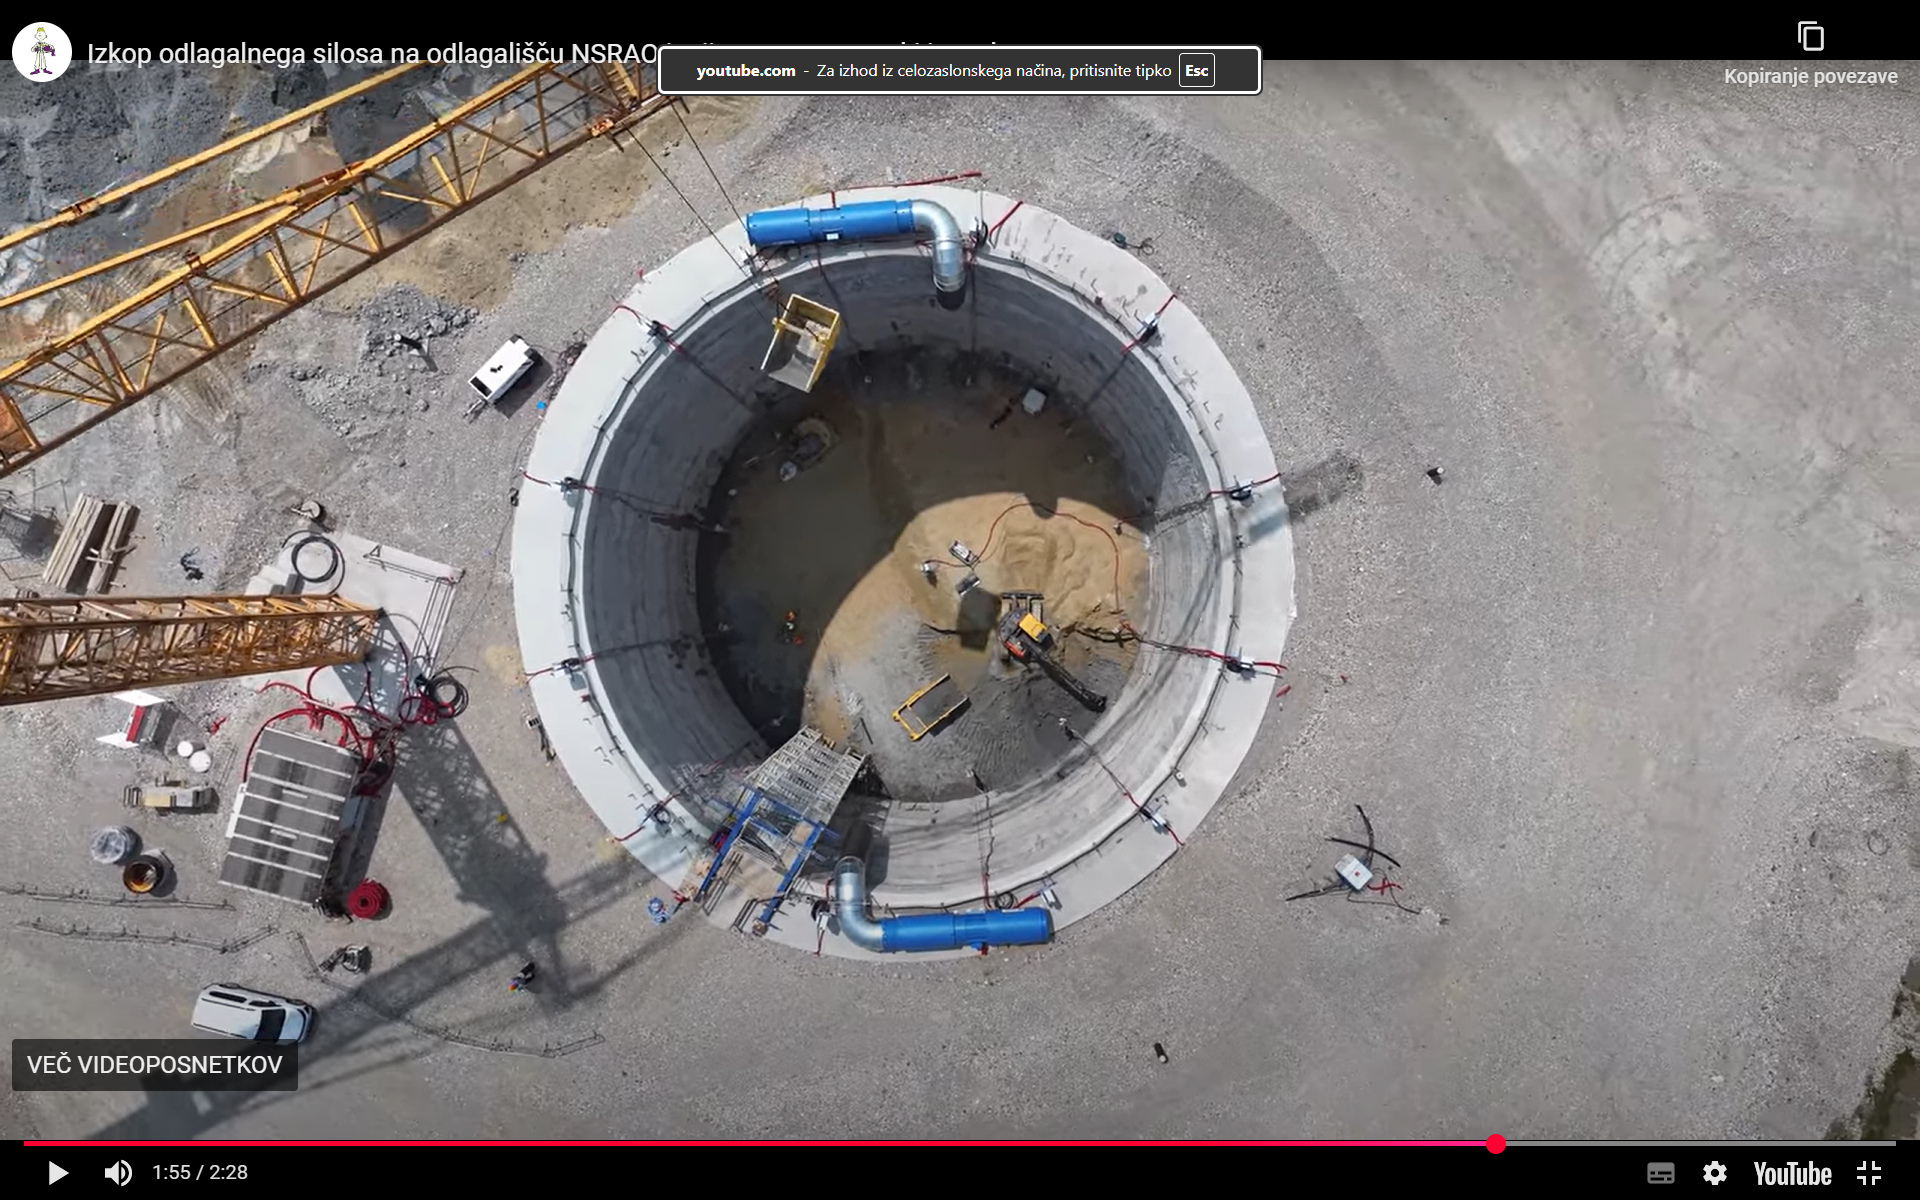 Izkop odlagalnega silosa na odlagališču NSRAO
youtube.com - Za izhod iz celozaslonskega načina, pritisnite tipko Esc
Kopiranje povezave
VEČ VIDEOPOSNETKOV
1:55 / 2:28
YouTube